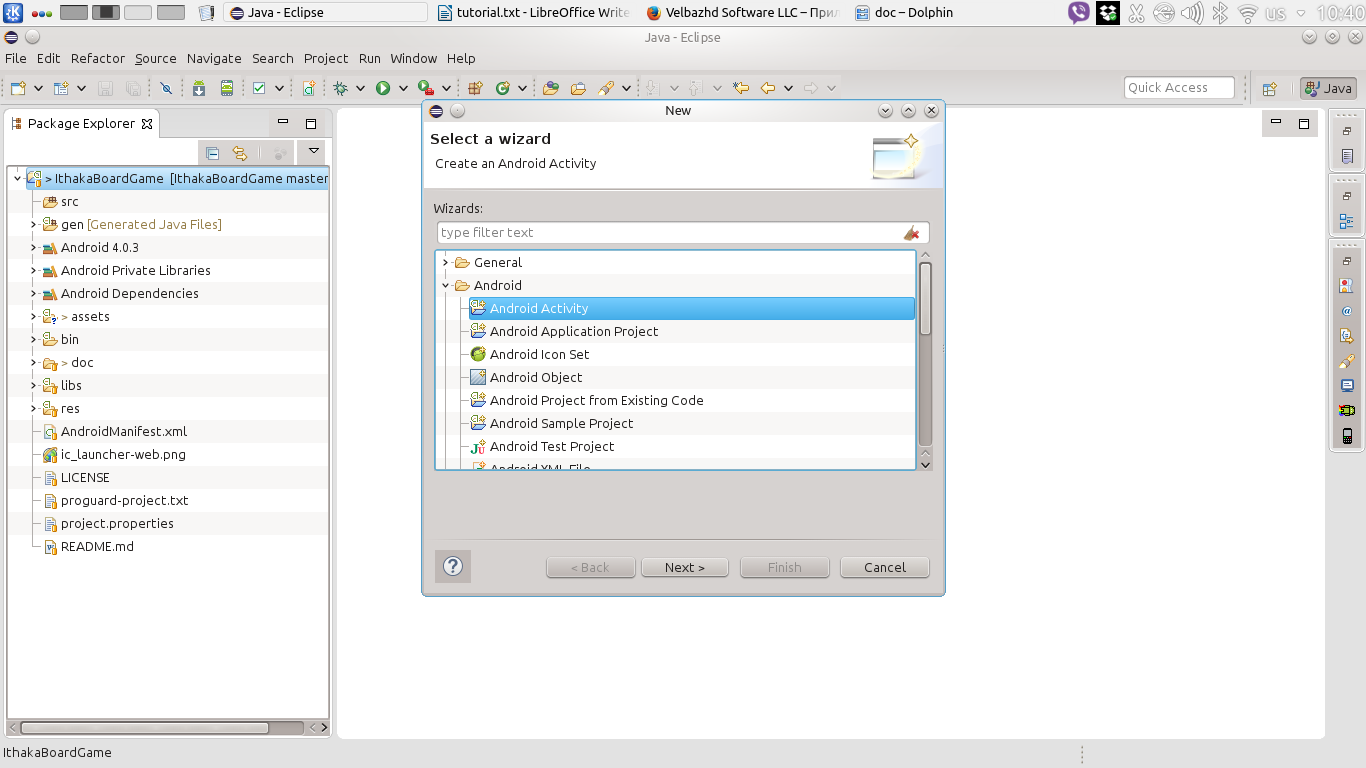 Java - Eclipse
tutorial.txt - LibreOffice Write
Velbazhd Software LLC – При
doc – Dolphin
us
10:40
Java - Eclipse
File Edit Refactor Source Navigate Search Project Run Window Help
Quick Access
Java
Package Explorer
> IthakaBoardGame [IthakaBoardGame master
src
gen [Generated Java Files]
Android 4.0.3
Android Private Libraries
Android Dependencies
> assets
bin
> doc
libs
res
AndroidManifest.xml
ic_launcher-web.png
LICENSE
proguard-project.txt
project.properties
README.md
New
Select a wizard
Create an Android Activity
Wizards:
type filter text
General
Android
Android Activity
Android Application Project
Android Icon Set
Android Object
Android Project from Existing Code
Android Sample Project
Android Test Project
Android XML File
< Back
Next >
Finish
Cancel
IthakaBoardGame